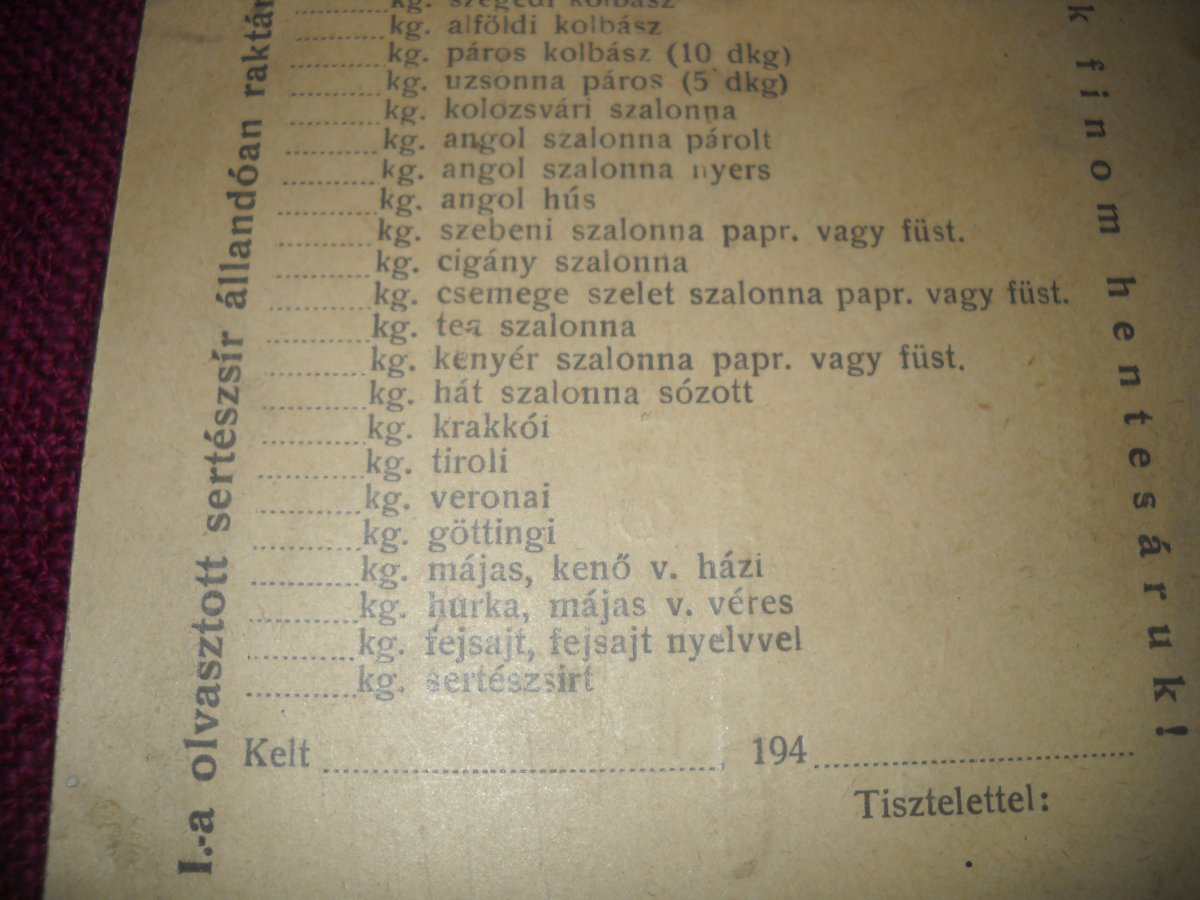 kg. szegedi kolbász
kg. alföldi kolbász
kg. páros kolbász (10 dkg)
kg. uzsonna páros (5 dkg)
kg. kolozsvári szalonna
kg. angol szalonna párolt
kg. angol szalonna nyers
kg. angol hús
kg. szebeni szalonna papr. vagy füst.
kg. cigány szalonna
kg. csemege szelet szalonna papr. vagy füst.
kg. tea szalonna
kg. kenyér szalonna papr. vagy füst.
kg. hát szalonna sózott
kg. krakkói
kg. tiroli
kg. veronai
kg. göttingi
kg. májas, kenő v. házi
kg. hurka, májas v. véres
kg. fejsajt, fejsajt nyelvvel
kg. sertészsirt
Kelt 194
Tisztelettel:
I.-a olvasztott sertészsír állandóan raktár
k finom hentesáruk!